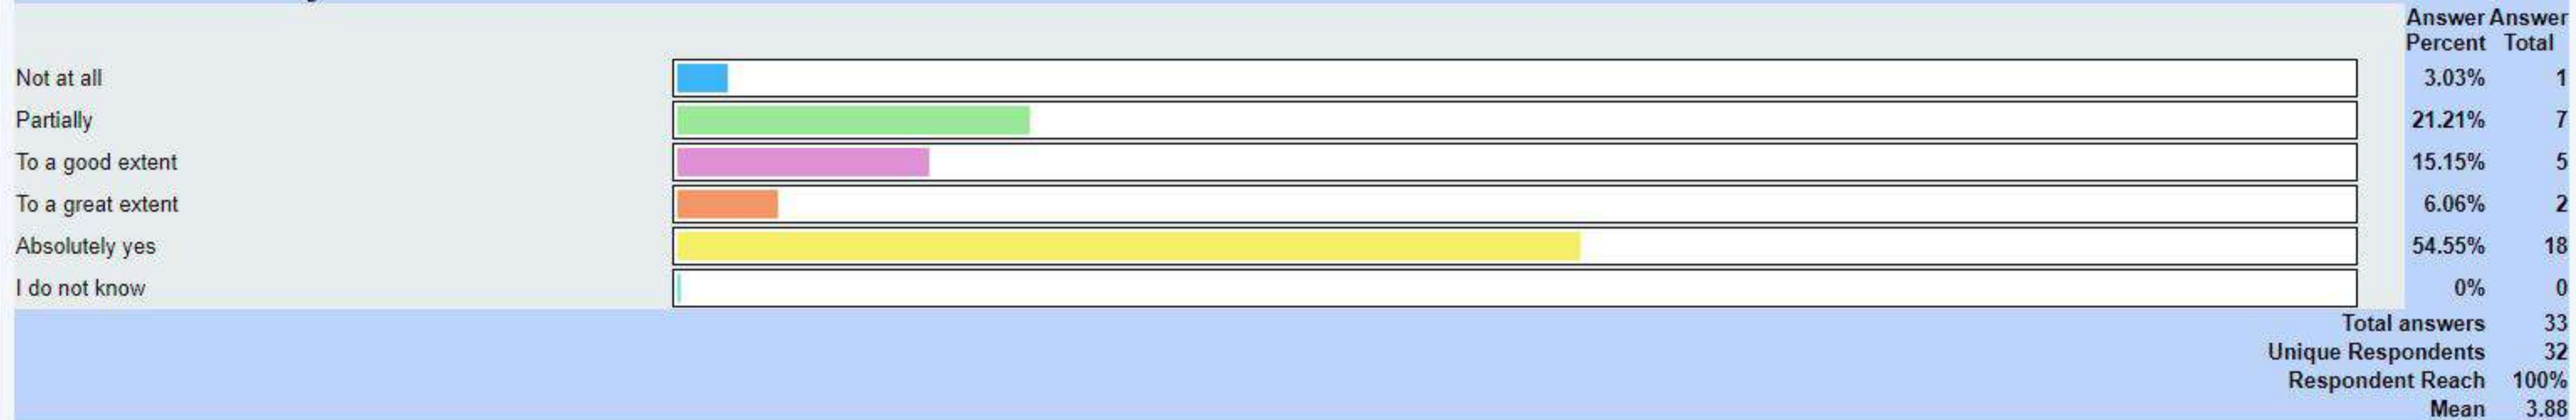 Answer Answer
Percent Total
Not at all 3.03% 1
Partially 21.21% 7
To a good extent 15.15% 5
To a great extent 6.06% 2
Absolutely yes 54.55% 18
I do not know 0% 0
Total answers 33
Unique Respondents 32
Respondent Reach 100%
Mean 3.88